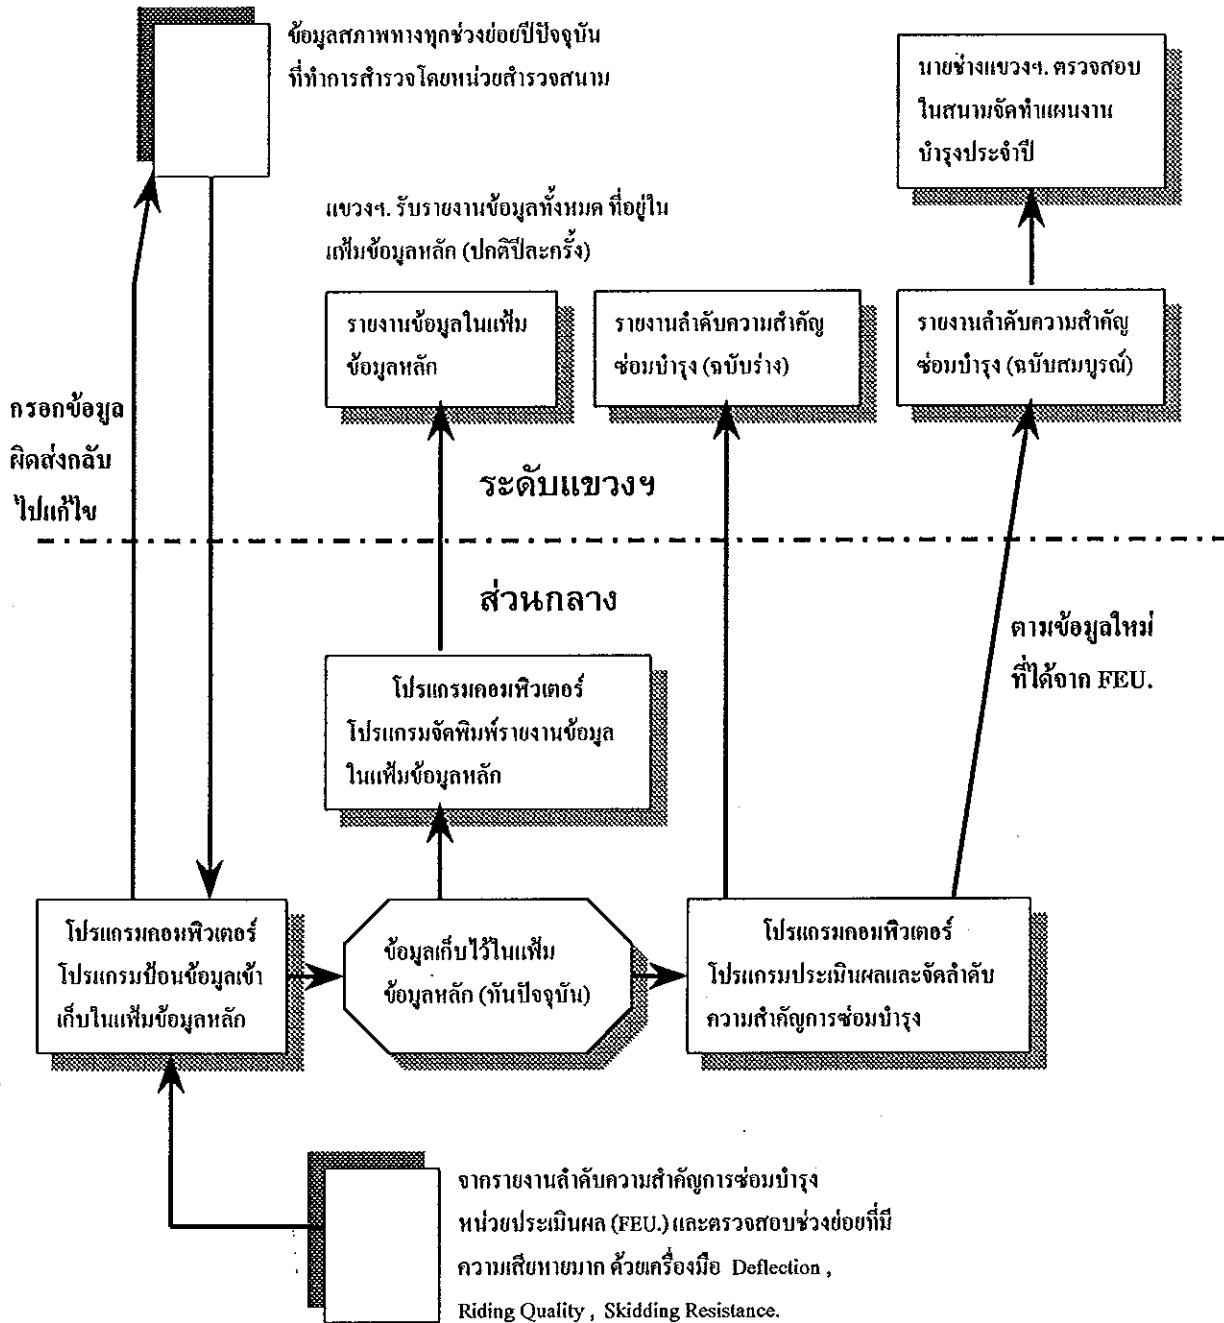 ข้อมูลสภาพทางทุกช่วงย่อยปีปัจจุบัน
ที่ทำการสำรวจโดยหน่วยสำรวจสนาม
นายช่างแขวงฯ. ตรวจสอบ
ในสนามจัดทำแผนงาน
บำรุงประจำปี
แขวงฯ. รับรายงานข้อมูลทั้งหมด ที่อยู่ใน
แฟ้มข้อมูลหลัก (ปกติปีละครั้ง)
รายงานข้อมูลในแฟ้ม
ข้อมูลหลัก
รายงานลำดับความสำคัญ
ซ่อมบำรุง (ฉบับร่าง)
รายงานลำดับความสำคัญ
ซ่อมบำรุง (ฉบับสมบูรณ์)
กรอกข้อมูล
ผิดส่งกลับ
ไปแก้ไข
ระดับแขวงฯ
ส่วนกลาง
ตามข้อมูลใหม่
ที่ได้จาก FEU.
โปรแกรมคอมพิวเตอร์
โปรแกรมจัดพิมพ์รายงานข้อมูล
ในแฟ้มข้อมูลหลัก
โปรแกรมคอมพิวเตอร์
โปรแกรมป้อนข้อมูลเข้า
เก็บในแฟ้มข้อมูลหลัก
ข้อมูลเก็บไว้ในแฟ้ม
ข้อมูลหลัก (ทันปัจจุบัน)
โปรแกรมคอมพิวเตอร์
โปรแกรมประเมินผลและจัดลำดับ
ความสำคัญการซ่อมบำรุง
จากรายงานลำดับความสำคัญการซ่อมบำรุง
หน่วยประเมินผล (FEU.) และตรวจสอบช่วงย่อยที่มี
ความเสียหายมาก ด้วยเครื่องมือ Deflection ,
Riding Quality , Skidding Resistance.